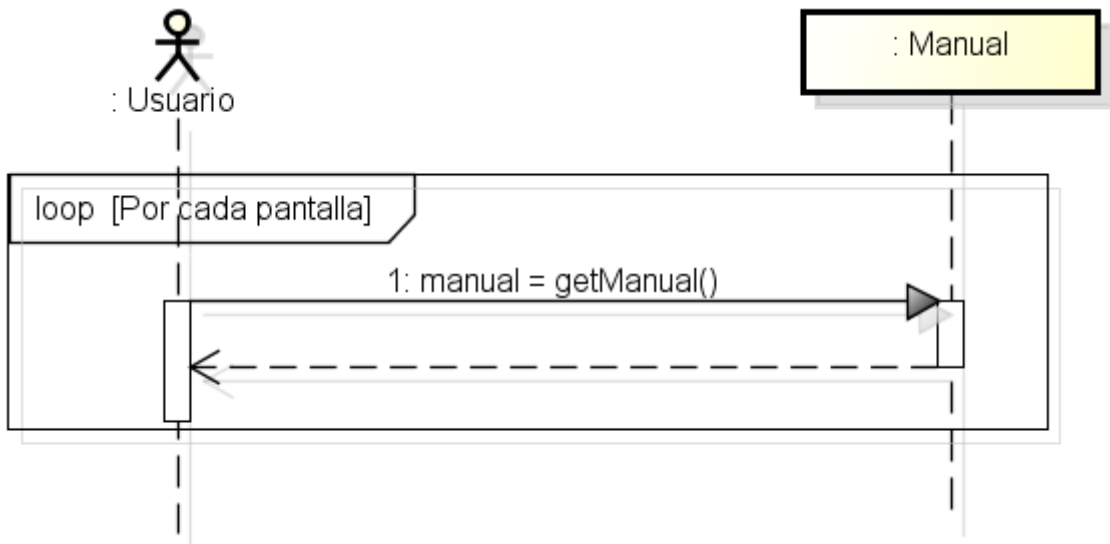 : Usuario
: Manual
loop [Por cada pantalla]
1: manual = getManual()